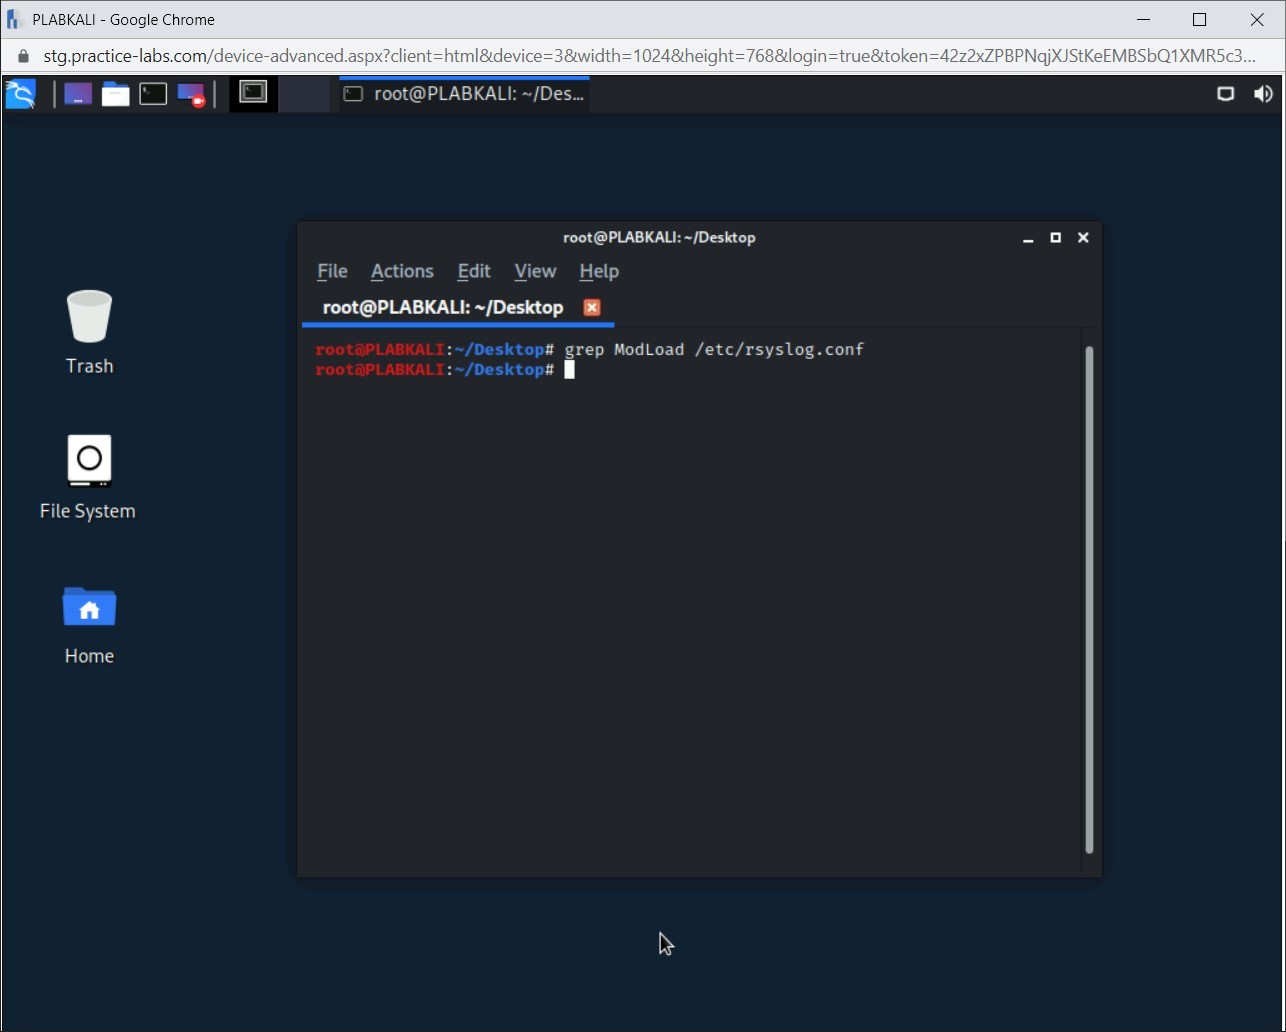 PLABKALI - Google Chrome
stg.practice-labs.com/device-advanced.aspx?client=html&device=3&width=1024&height=768&login=true&token=42z2xZPBPNqjXJStKeEMBSbQ1XMR5c3...
root@PLABKALI: ~/Des...
root@PLABKALI: ~/Desktop
File Actions Edit View Help
root@PLABKALI: ~/Desktop
root@PLABKALI:~/Desktop# grep ModLoad /etc/rsyslog.conf
root@PLABKALI:~/Desktop#
Trash
File System
Home